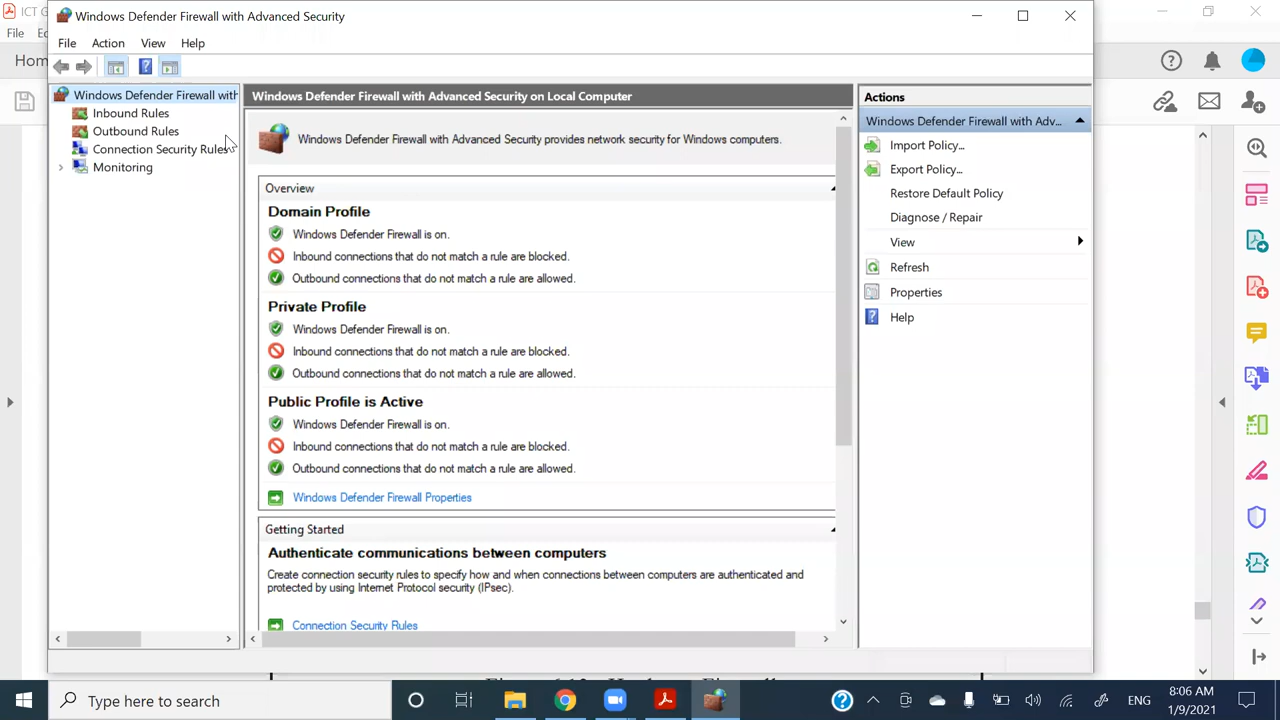 ICT G
Windows Defender Firewall with Advanced Security
File
File Action View Help
Hom
Windows Defender Firewall with
Inbound Rules
Outbound Rules
Connection Security Rules
Monitoring
Windows Defender Firewall with Advanced Security on Local Computer
Windows Defender Firewall with Advanced Security provides network security for Windows computers.
Overview
Domain Profile
Windows Defender Firewall is on.
Inbound connections that do not match a rule are blocked.
Outbound connections that do not match a rule are allowed.
Private Profile
Windows Defender Firewall is on.
Inbound connections that do not match a rule are blocked.
Outbound connections that do not match a rule are allowed.
Public Profile is Active
Windows Defender Firewall is on.
Inbound connections that do not match a rule are blocked.
Outbound connections that do not match a rule are allowed.
Windows Defender Firewall Properties
Getting Started
Authenticate communications between computers
Create connection security rules to specify how and when connections between computers are authenticated and
protected by using Internet Protocol security (IPsec).
Connection Security Rules
Actions
Windows Defender Firewall with Adv...
Import Policy...
Export Policy...
Restore Default Policy
Diagnose / Repair
View
Refresh
Properties
Help
Type here to search
ENG
8:06 AM
1/9/2021